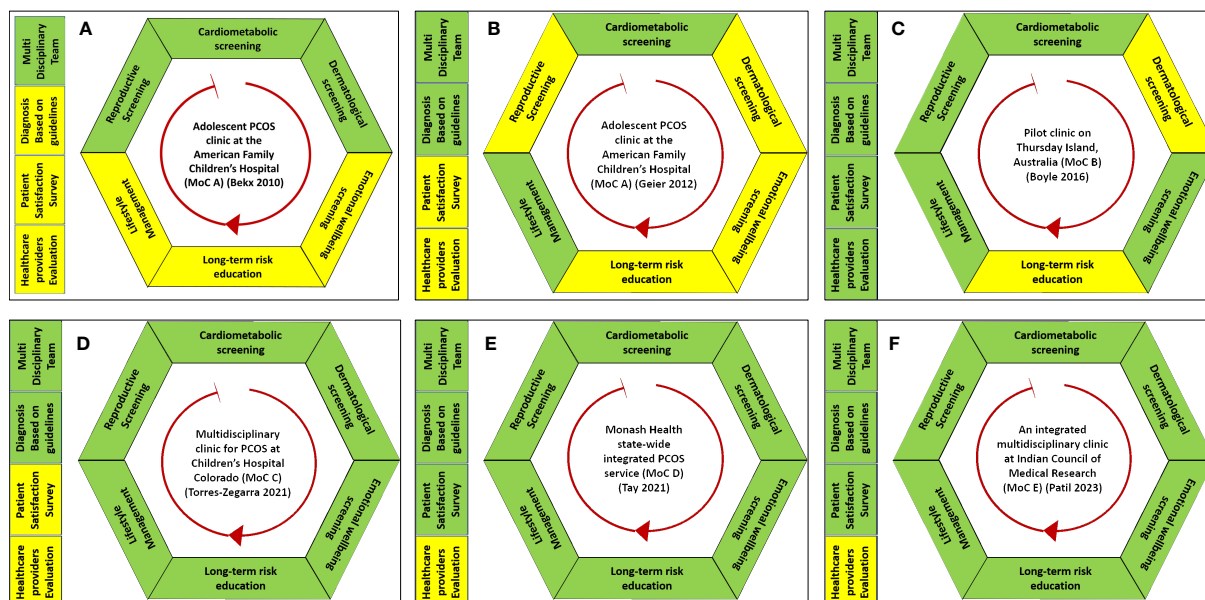 A
Multi
Disciplinary
Team
Diagnosis
Based on
guidelines
Patient
Satisfaction
Survey
Healthcare
providers
Evaluation
Cardiometabolic
screening
Reproductive
Screening
Dermatological
screening
Adolescent PCOS
clinic at the
American Family
Children's Hospital
(MoC A) (Bekx 2010)
Lifestyle
Management
Emotional wellbeing
screening
Long-term risk
education
B
Multi
Disciplinary
Team
Diagnosis
Based on
guidelines
Patient
Satisfaction
Survey
Healthcare
providers
Evaluation
Cardiometabolic
screening
Reproductive
Screening
Dermatological
screening
Adolescent PCOS
clinic at the
American Family
Children's Hospital
(MoC A) (Geier 2012)
Lifestyle
Management
Emotional wellbeing
screening
Long-term risk
education
C
Multi
Disciplinary
Team
Diagnosis
Based on
guidelines
Patient
Satisfaction
Survey
Healthcare
providers
Evaluation
Cardiometabolic
screening
Reproductive
Screening
Dermatological
screening
Pilot clinic on
Thursday Island,
Australia (MoC B)
(Boyle 2016)
Lifestyle
Management
Emotional wellbeing
screening
Long-term risk
education
D
Multi
Disciplinary
Team
Diagnosis
Based on
guidelines
Patient
Satisfaction
Survey
Healthcare
providers
Evaluation
Cardiometabolic
screening
Reproductive
Screening
Dermatological
screening
Multidisciplinary
clinic for PCOS at
Children's Hospital
Colorado (MoC C)
(Torres-Zegarra 2021)
Lifestyle
Management
Emotional wellbeing
screening
Long-term risk
education
E
Multi
Disciplinary
Team
Diagnosis
Based on
guidelines
Patient
Satisfaction
Survey
Healthcare
providers
Evaluation
Cardiometabolic
screening
Reproductive
Screening
Dermatological
screening
Monash Health
state-wide
integrated PCOS
service (MoC D)
(Tay 2021)
Lifestyle
Management
Emotional wellbeing
screening
Long-term risk
education
F
Multi
Disciplinary
Team
Diagnosis
Based on
guidelines
Patient
Satisfaction
Survey
Healthcare
providers
Evaluation
Cardiometabolic
screening
Reproductive
Screening
Dermatological
screening
An integrated
multidisciplinary clinic
at Indian Council of
Medical Research
(MoC E) (Patil 2023)
Lifestyle
Management
Emotional wellbeing
screening
Long-term risk
education